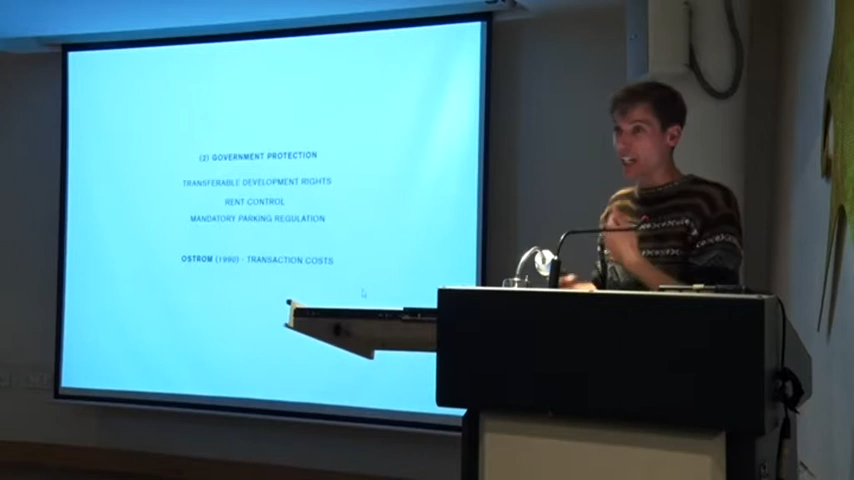 (2) GOVERNMENT PROTECTION
TRANSFERABLE DEVELOPMENT RIGHTS
RENT CONTROL
MANDATORY PARKING REGULATION
OSTROM (1990) - TRANSACTION COSTS